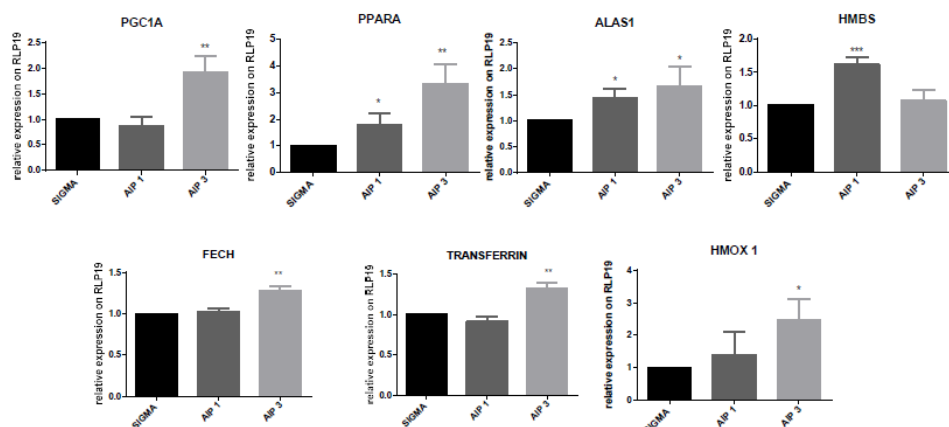 PGC1A
relative expression on RLP19
2.5
2.0
1.5
1.0
0.5
0.0
**
SIGMA
AIP 1
AIP 3
PPARA
relative expression on RLP19
5
4
3
2
1
0
*
**
SIGMA
AIP 1
AIP 3
ALAS1
relative expression on RLP19
2.5
2.0
1.5
1.0
0.5
0.0
*
*
SIGMA
AIP 1
AIP 3
HMBS
relative expression on RLP19
2.0
1.5
1.0
0.5
0.0
***
SIGMA
AIP 1
AIP 3
FECH
relative expression on RLP19
1.5
1.0
0.5
0.0
**
SIGMA
AIP 1
AIP 3
TRANSFERRIN
relative expression on RLP19
1.5
1.0
0.5
0.0
**
SIGMA
AIP 1
AIP 3
HMOX 1
relative expression on RLP19
4
3
2
1
0
*
SIGMA
AIP 1
AIP 3